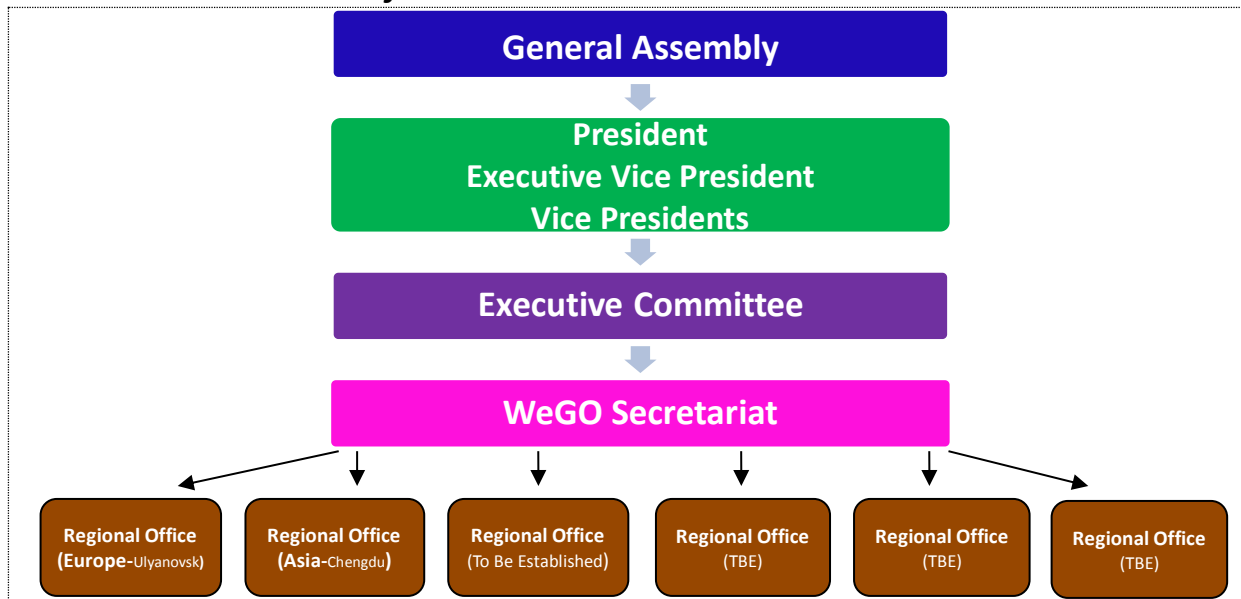 General Assembly
President
Executive Vice President
Vice Presidents
Executive Committee
WeGO Secretariat
Regional Office
(Europe-Ulyanovsk)
Regional Office
(Asia-Chengdu)
Regional Office
(To Be Established)
Regional Office
(TBE)
Regional Office
(TBE)
Regional Office
(TBE)